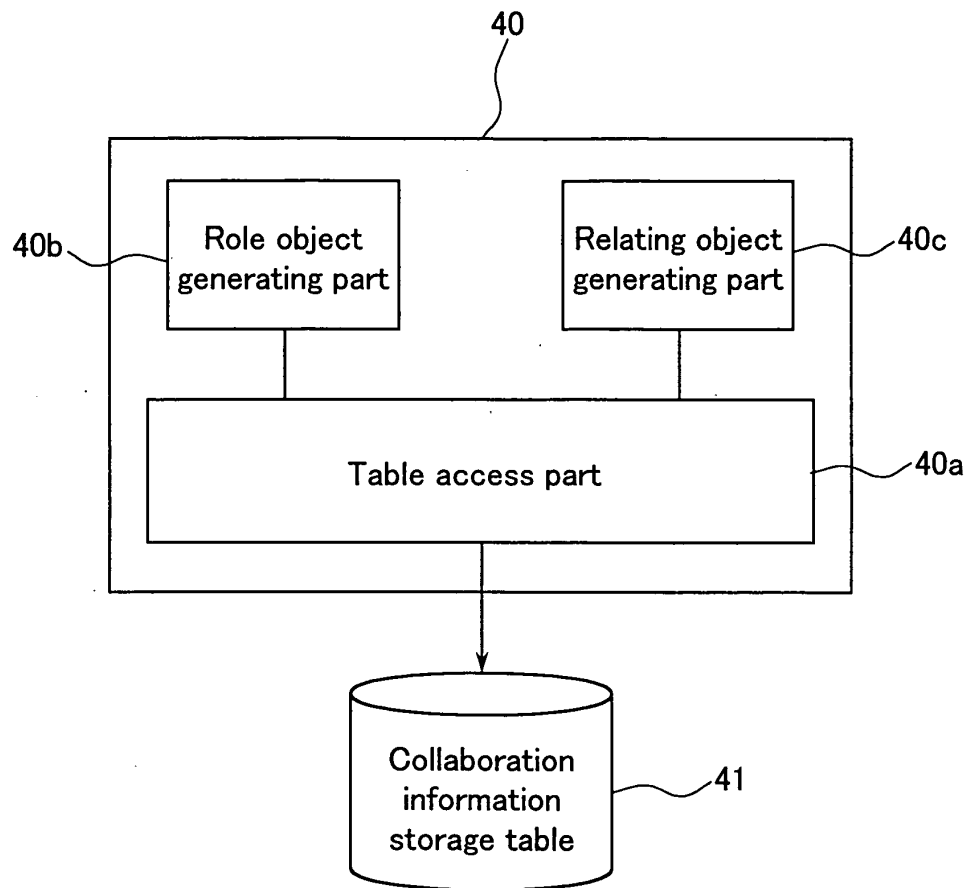 40
40b
Role object
generating part
Relating object
generating part
40c
Table access part
40a
Collaboration
information
storage table
41